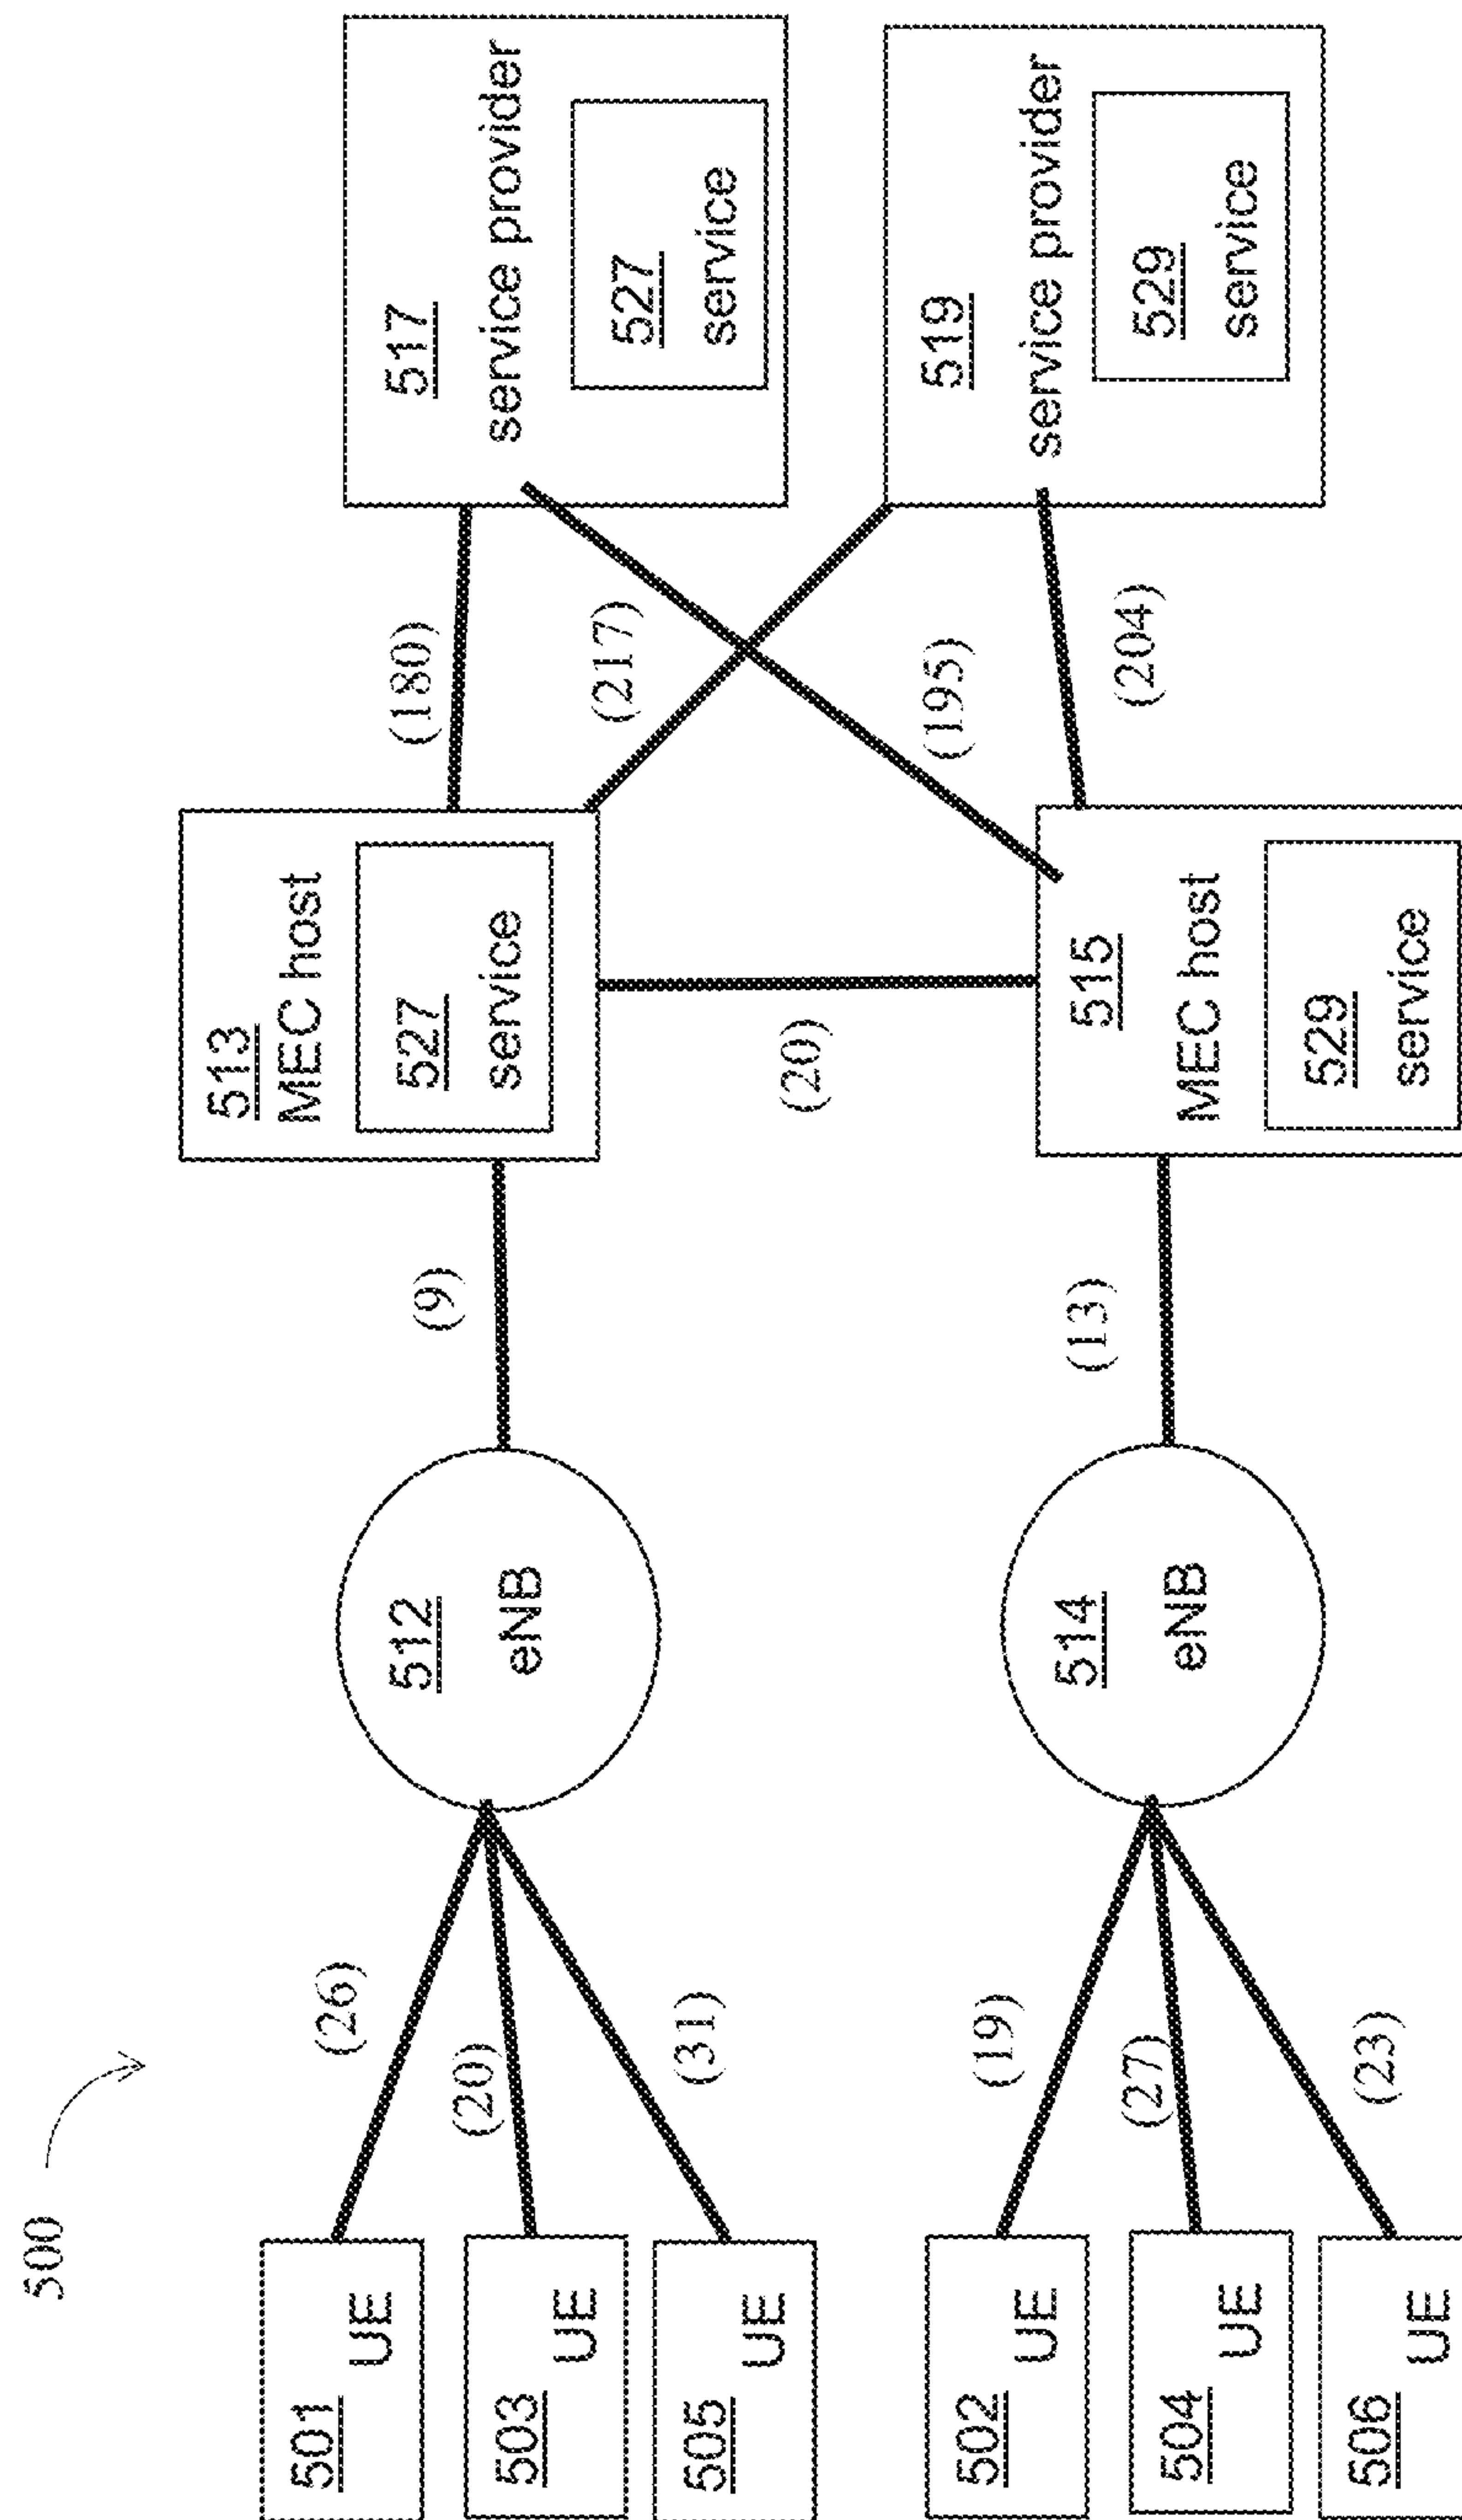 500
501
UE
503
UE
505
UE
502
UE
504
UE
506
UE
(26)
(20)
(31)
(19)
(27)
(23)
512
eNB
514
eNB
(9)
(13)
513
MEC host
527
service
(20)
515
MEC host
529
service
(180)
(217)
(195)
(204)
517
service provider
527
service
519
service provider
529
service